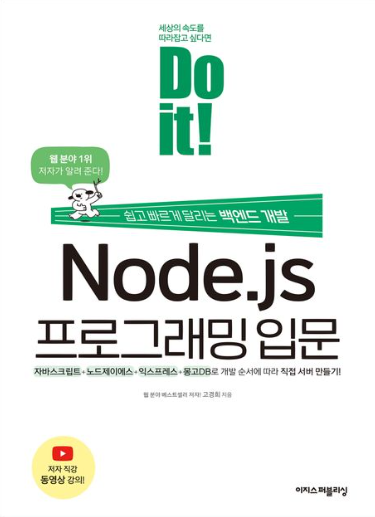 세상의 속도를
따라잡고 싶다면
Do
it!
웹 분야 1위
저자가 알려 준다!
쉽고 빠르게 달리는 백엔드 개발
Node.js
프로그래밍 입문
자바스크립트+노드제이에스+익스프레스+몽고DB로 개발 순서에 따라 직접 서버 만들기!
웹 분야 베스트셀러 저자! 고경희 지음
저자 직강
동영상 강의!
이지스퍼블리싱